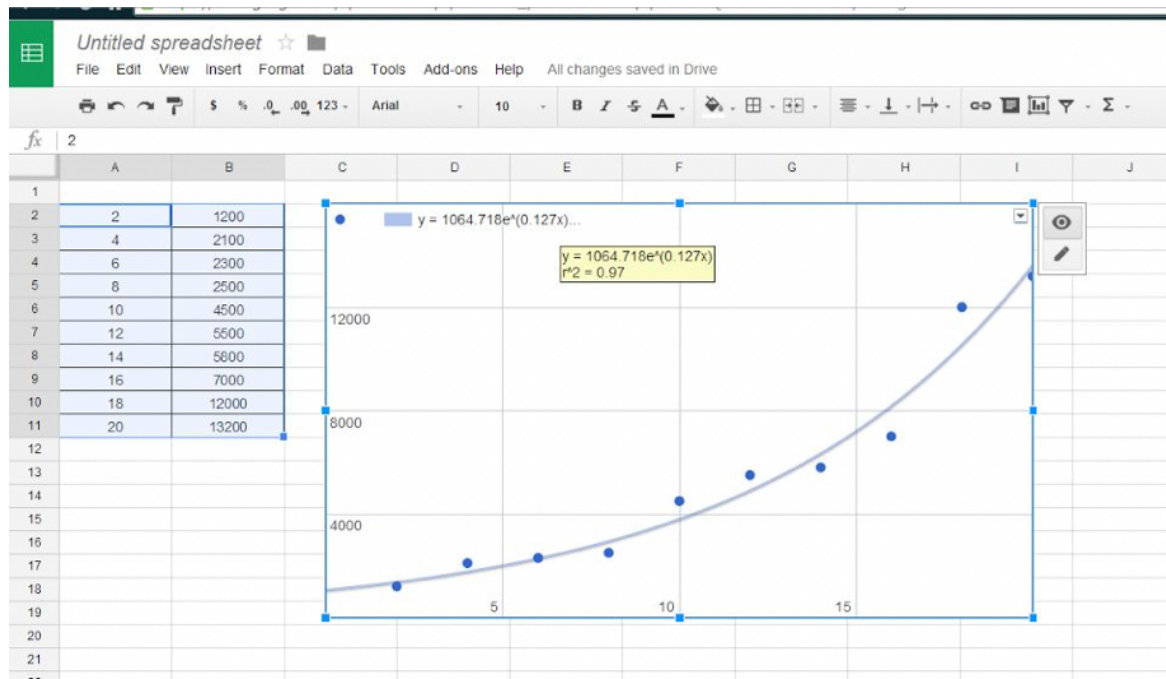 Untitled spreadsheet
File Edit View Insert Format Data Tools Add-ons Help All changes saved in Drive
$ % .0 .00 123 Arial 10 B I S A Σ
fx 2
A B C D E F G H I J
1
2 2 1200
3 4 2100
4 6 2300
5 8 2500
6 10 4500
7 12 5500
8 14 5800
9 16 7000
10 18 12000
11 20 13200
12
13
14
15
16
17
18
19
20
21
y = 1064.718e^(0.127x)...
y = 1064.718e^(0.127x)
r^2 = 0.97
12000
8000
4000
5 10 15